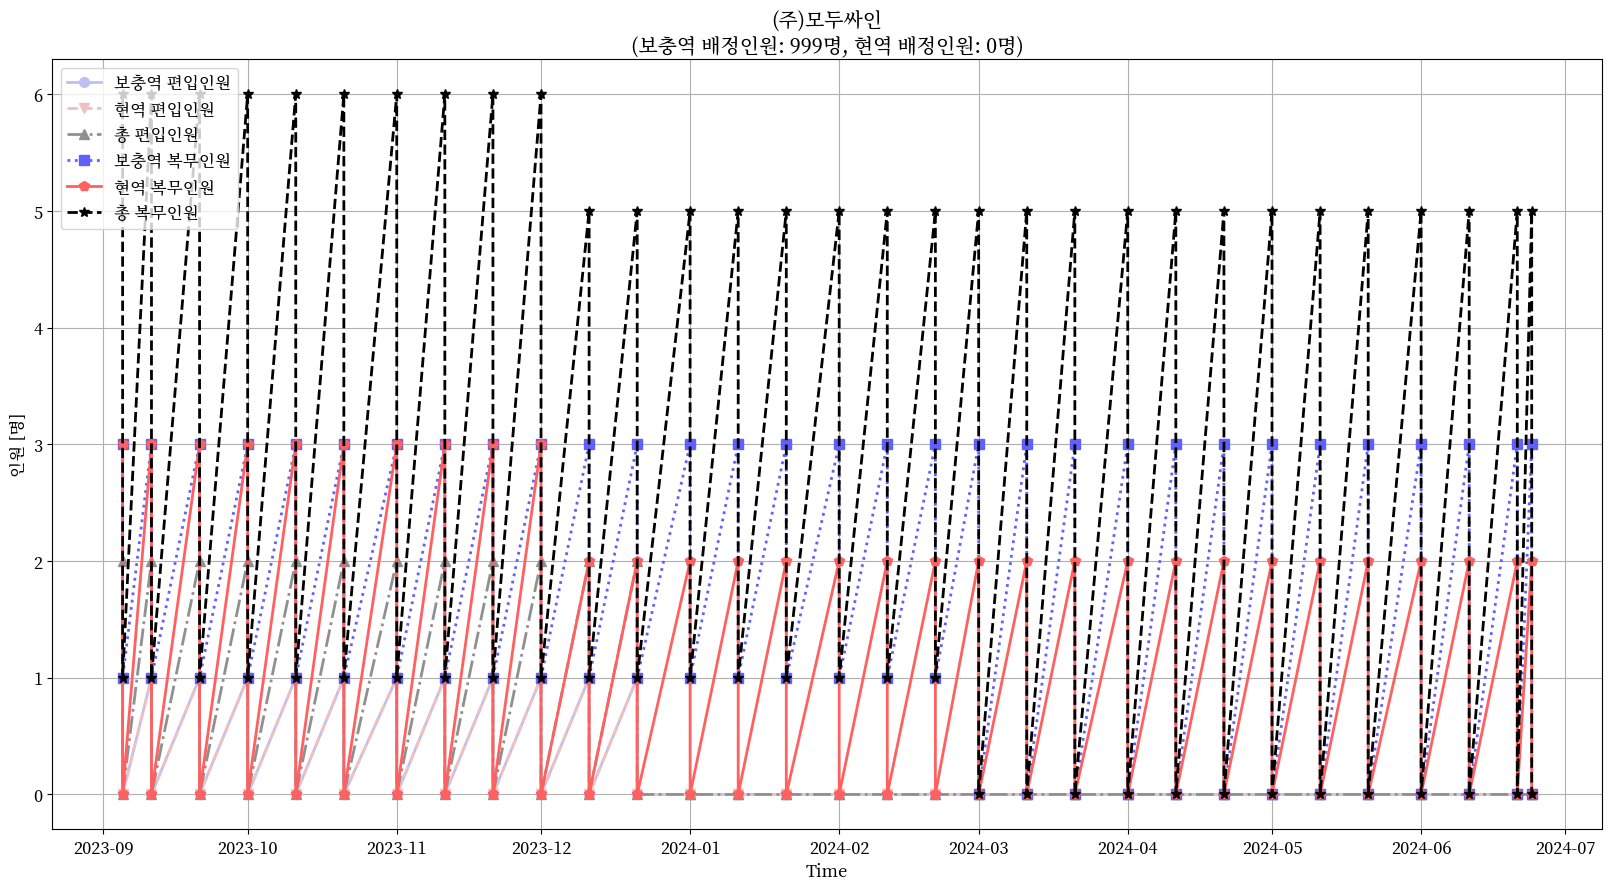 (주)모두싸인
(보충역 배정인원: 999명, 현역 배정인원: 0명)
보충역 편입인원
현역 편입인원
총 편입인원
보충역 복무인원
현역 복무인원
총 복무인원
인원 [명]
6
5
4
3
2
1
0
2023-09 2023-10 2023-11 2023-12 2024-01 2024-02 2024-03 2024-04 2024-05 2024-06 2024-07
Time